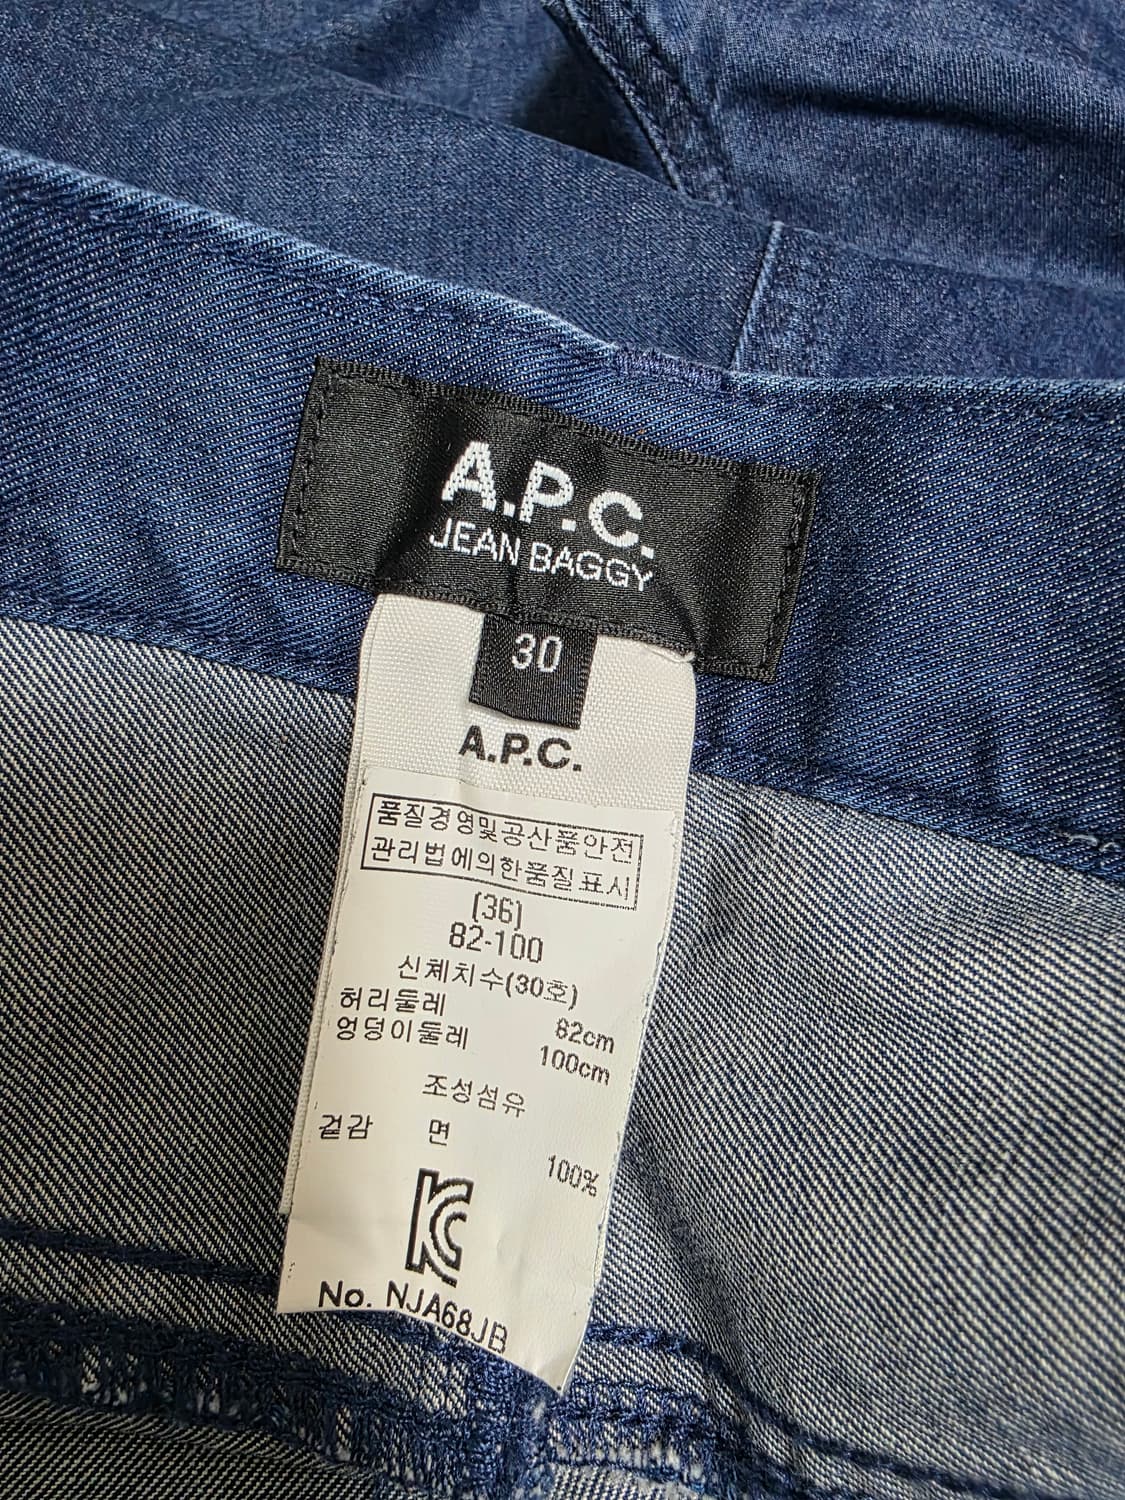 A.P.C.
JEAN BAGGY
30
A.P.C.
품질경영및공산품안전
관리법에의한품질표시
(36)
82-100
신체치수(30호)
허리둘레 82cm
엉덩이둘레 100cm
조성섬유
겉감 면
100%
No. NJA68JB